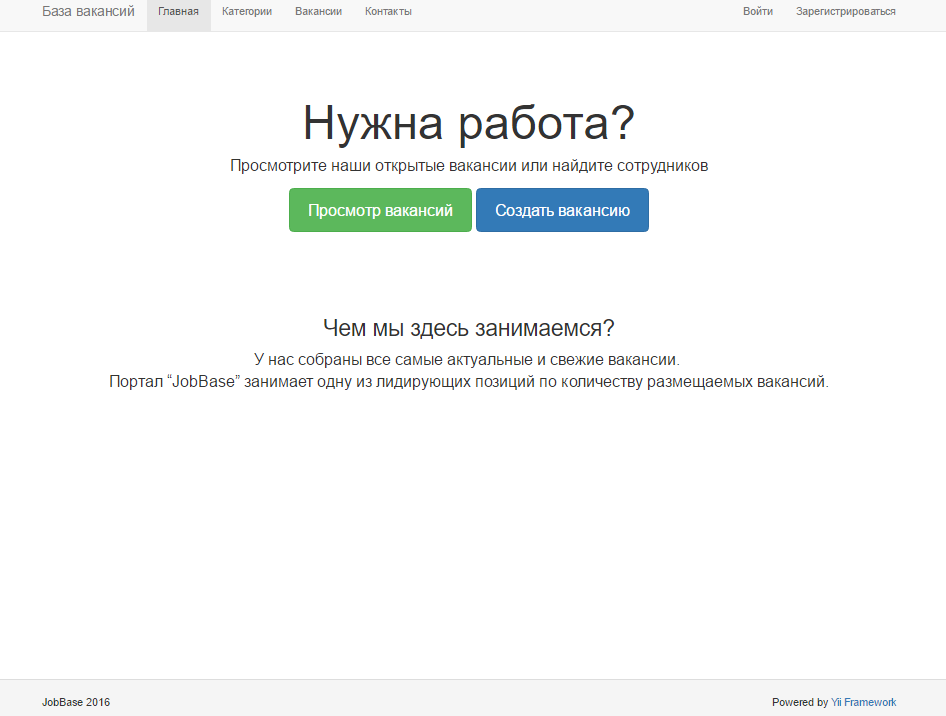 База вакансий Главная Категории Вакансии Контакты Войти Зарегистрироваться
Нужна работа?
Просмотрите наши открытые вакансии или найдите сотрудников
Просмотр вакансий Создать вакансию
Чем мы здесь занимаемся?
У нас собраны все самые актуальные и свежие вакансии.
Портал “JobBase” занимает одну из лидирующих позиций по количеству размещаемых вакансий.
JobBase 2016 Powered by Yii Framework